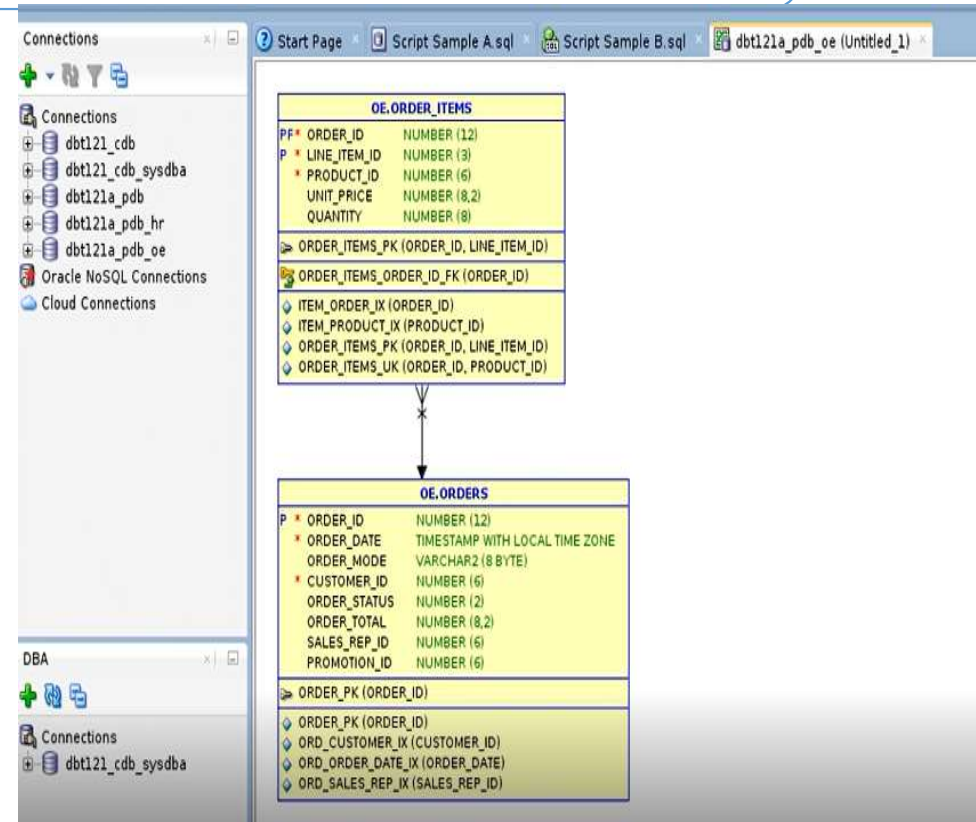 Connections
Start Page
Script Sample A.sql
Script Sample B.sql
dbt121a_pdb_oe (Untitled_1)
Connections
dbt121_cdb
dbt121_cdb_sysdba
dbt121a_pdb
dbt121a_pdb_hr
dbt121a_pdb_oe
Oracle NoSQL Connections
Cloud Connections
OE.ORDER_ITEMS
PF* ORDER_ID NUMBER (12)
P * LINE_ITEM_ID NUMBER (3)
* PRODUCT_ID NUMBER (6)
UNIT_PRICE NUMBER (8,2)
QUANTITY NUMBER (8)
ORDER_ITEMS_PK (ORDER_ID, LINE_ITEM_ID)
ORDER_ITEMS_ORDER_ID_FK (ORDER_ID)
ITEM_ORDER_IX (ORDER_ID)
ITEM_PRODUCT_IX (PRODUCT_ID)
ORDER_ITEMS_PK (ORDER_ID, LINE_ITEM_ID)
ORDER_ITEMS_UK (ORDER_ID, PRODUCT_ID)
OE.ORDERS
P * ORDER_ID NUMBER (12)
* ORDER_DATE TIMESTAMP WITH LOCAL TIME ZONE
ORDER_MODE VARCHAR2 (8 BYTE)
* CUSTOMER_ID NUMBER (6)
ORDER_STATUS NUMBER (2)
ORDER_TOTAL NUMBER (8,2)
SALES_REP_ID NUMBER (6)
PROMOTION_ID NUMBER (6)
ORDER_PK (ORDER_ID)
ORDER_PK (ORDER_ID)
ORD_CUSTOMER_IX (CUSTOMER_ID)
ORD_ORDER_DATE_IX (ORDER_DATE)
ORD_SALES_REP_IX (SALES_REP_ID)
DBA
Connections
dbt121_cdb_sysdba